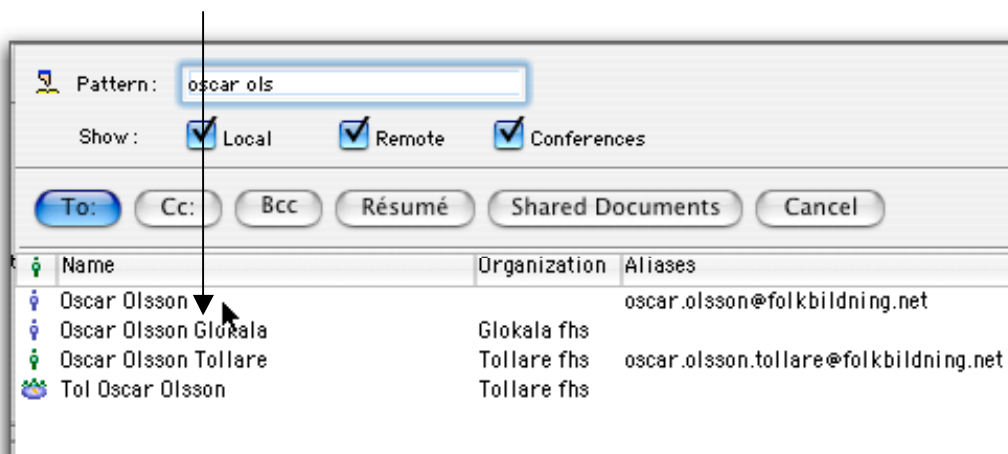 Pattern: oscar ols
Show: Local Remote Conferences
To: Cc: Bcc Résumé Shared Documents Cancel
Name Organization Aliases
Oscar Olsson oscar.olsson@folkbildning.net
Oscar Olsson Glokala Glokala fhs
Oscar Olsson Tollare Tollare fhs oscar.olsson.tollare@folkbildning.net
Tol Oscar Olsson Tollare fhs